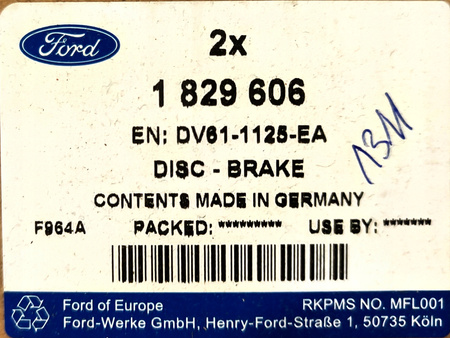 Ford
2x
1 829 606
EN: DV61-1125-EA
DISC - BRAKE
1311
CONTENTS MADE IN GERMANY
F964A PACKED: ********* USE BY: *******
Ford of Europe RKPMS NO. MFL001
Ford-Werke GmbH, Henry-Ford-Straße 1, 50735 Köln